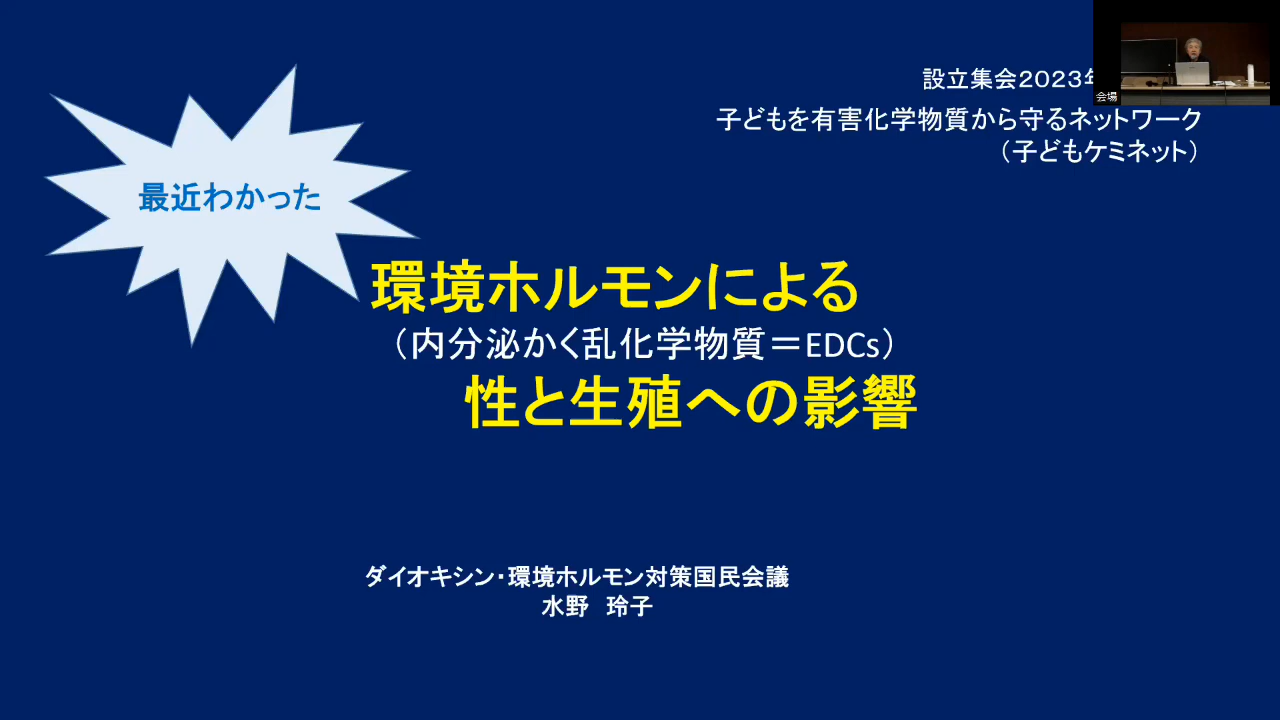 設立集会2023年
会場
子どもを有害化学物質から守るネットワーク
（子どもケミネット）
最近わかった
環境ホルモンによる
（内分泌かく乱化学物質＝EDCs）
性と生殖への影響
ダイオキシン・環境ホルモン対策国民会議
水野　玲子